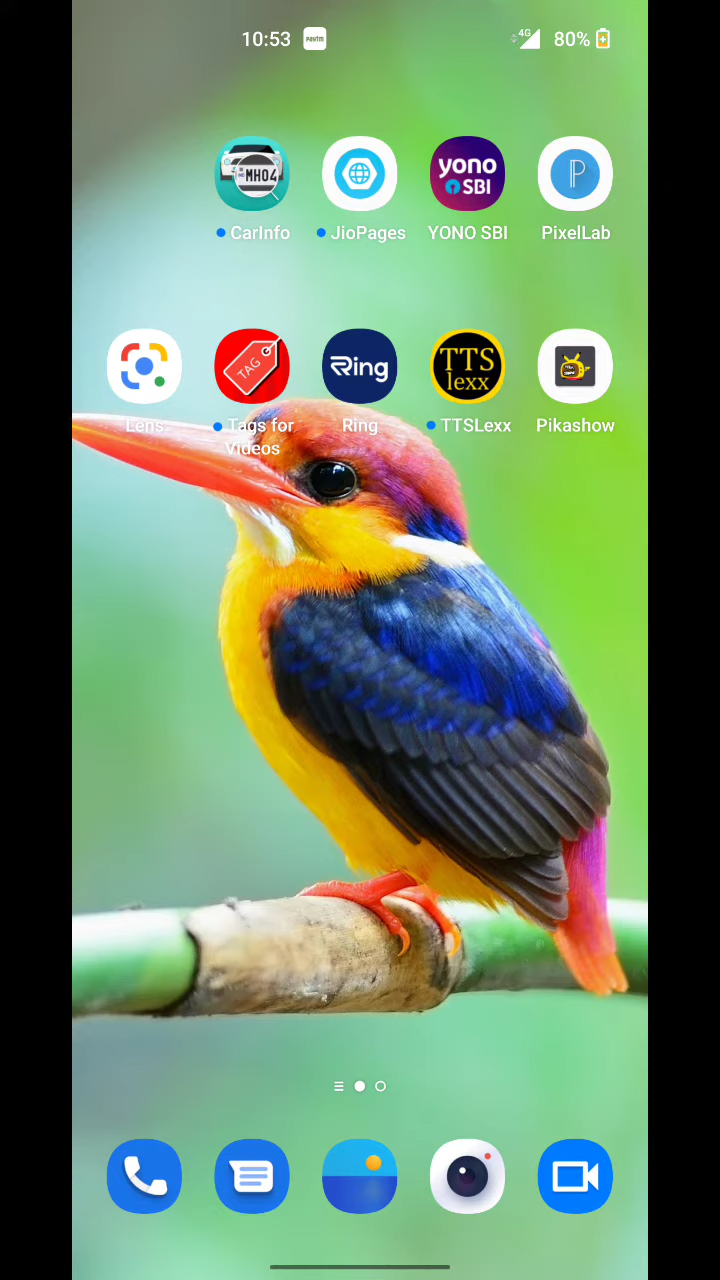 10:53 paytm 4G 80%
MH04 yono SBI P
CarInfo JioPages YONO SBI PixelLab
TAG Ring TTS lexx
Lens Tags for Videos Ring TTSLexx Pikashow